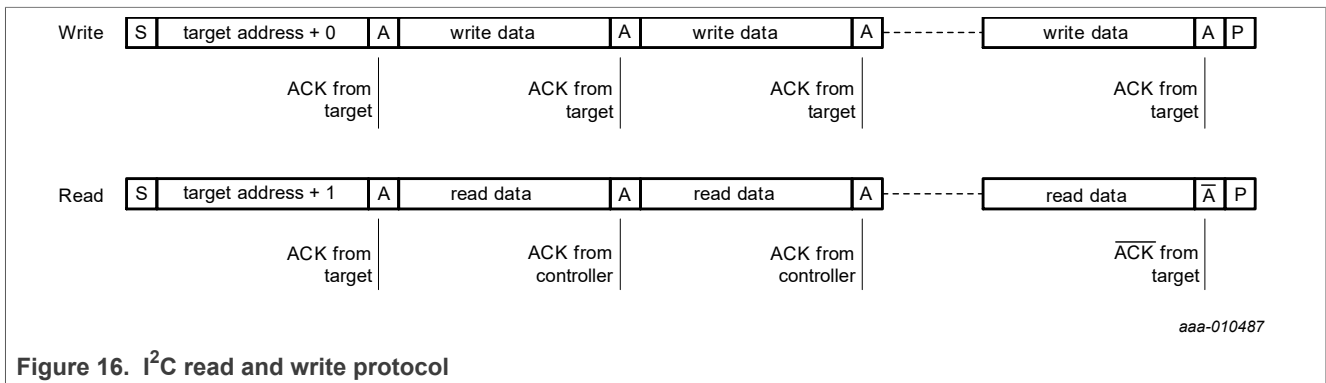 Write S target address + 0 A write data A write data A write data A P
ACK from target ACK from target ACK from target ACK from target
Read S target address + 1 A read data A read data A read data A̅ P
ACK from target ACK from controller ACK from controller A̅C̅K̅ from target
aaa-010487
Figure 16. I²C read and write protocol